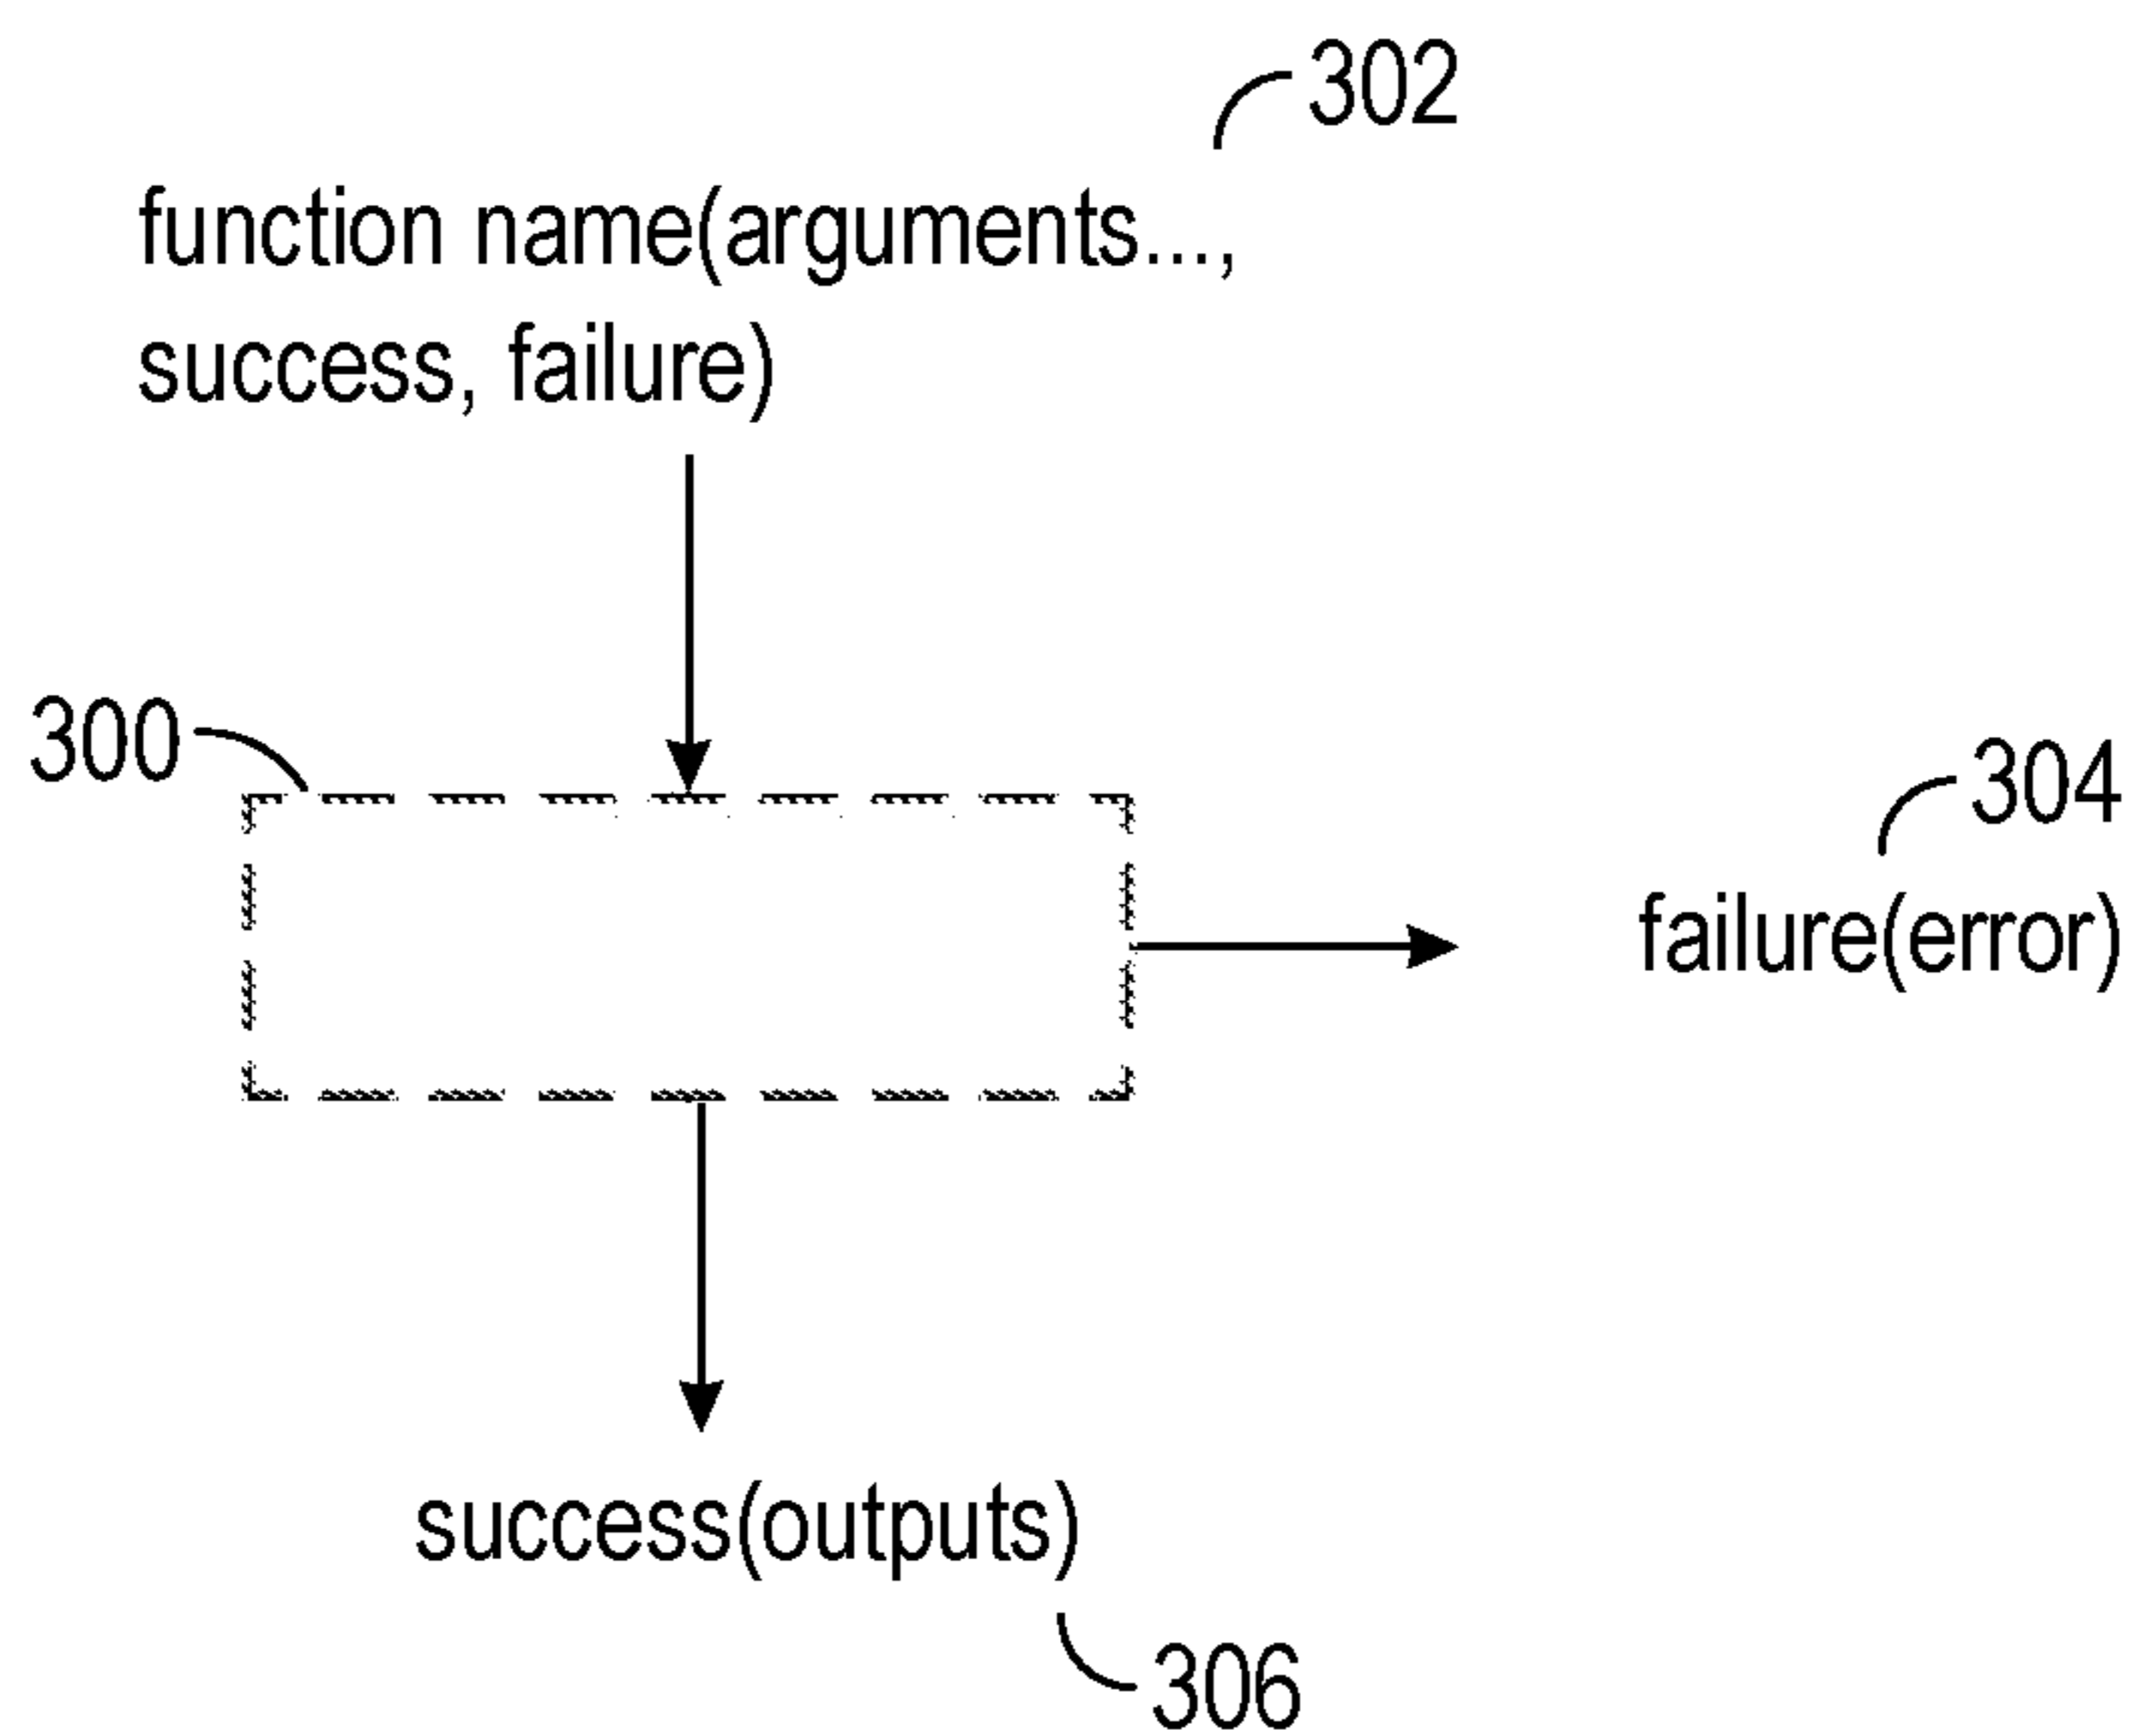 302
function name(arguments...,
success, failure)
300
304
failure(error)
success(outputs)
306